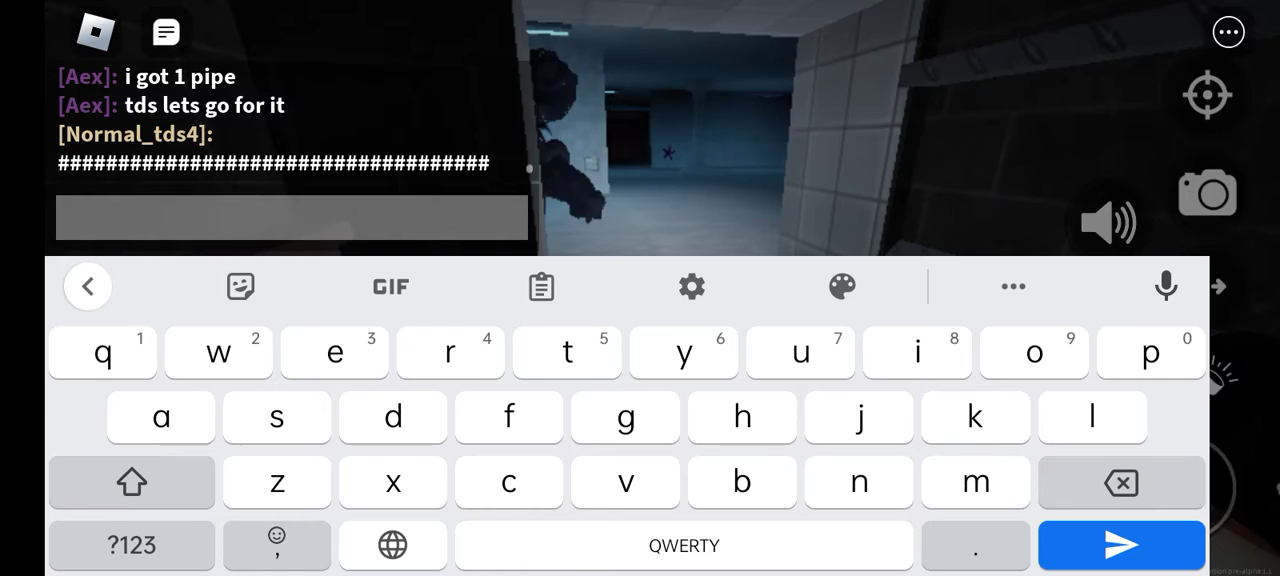 [Aex]: i got 1 pipe
[Aex]: tds lets go for it
[Normal_tds4]:
####################################
GIF
q 1 w 2 e 3 r 4 t 5 y 6 u 7 i 8 o 9 p 0
a s d f g h j k l
z x c v b n m
?123 , QWERTY .